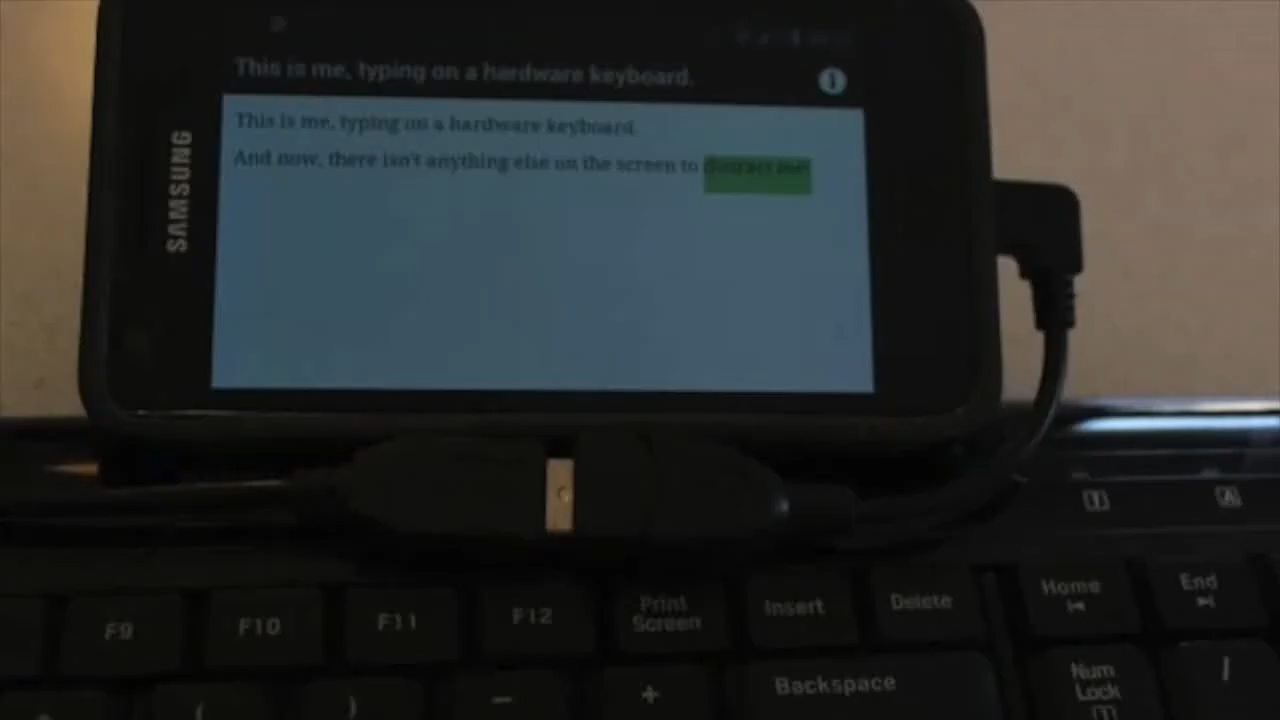 This is me, typing on a hardware keyboard.
This is me, typing on a hardware keyboard.
And now, there isn't anything else on the screen to distract me!
SAMSUNG
T A
F9 F10 F11 F12 Print Screen Insert Delete Home End
( ) - + Backspace Num Lock /